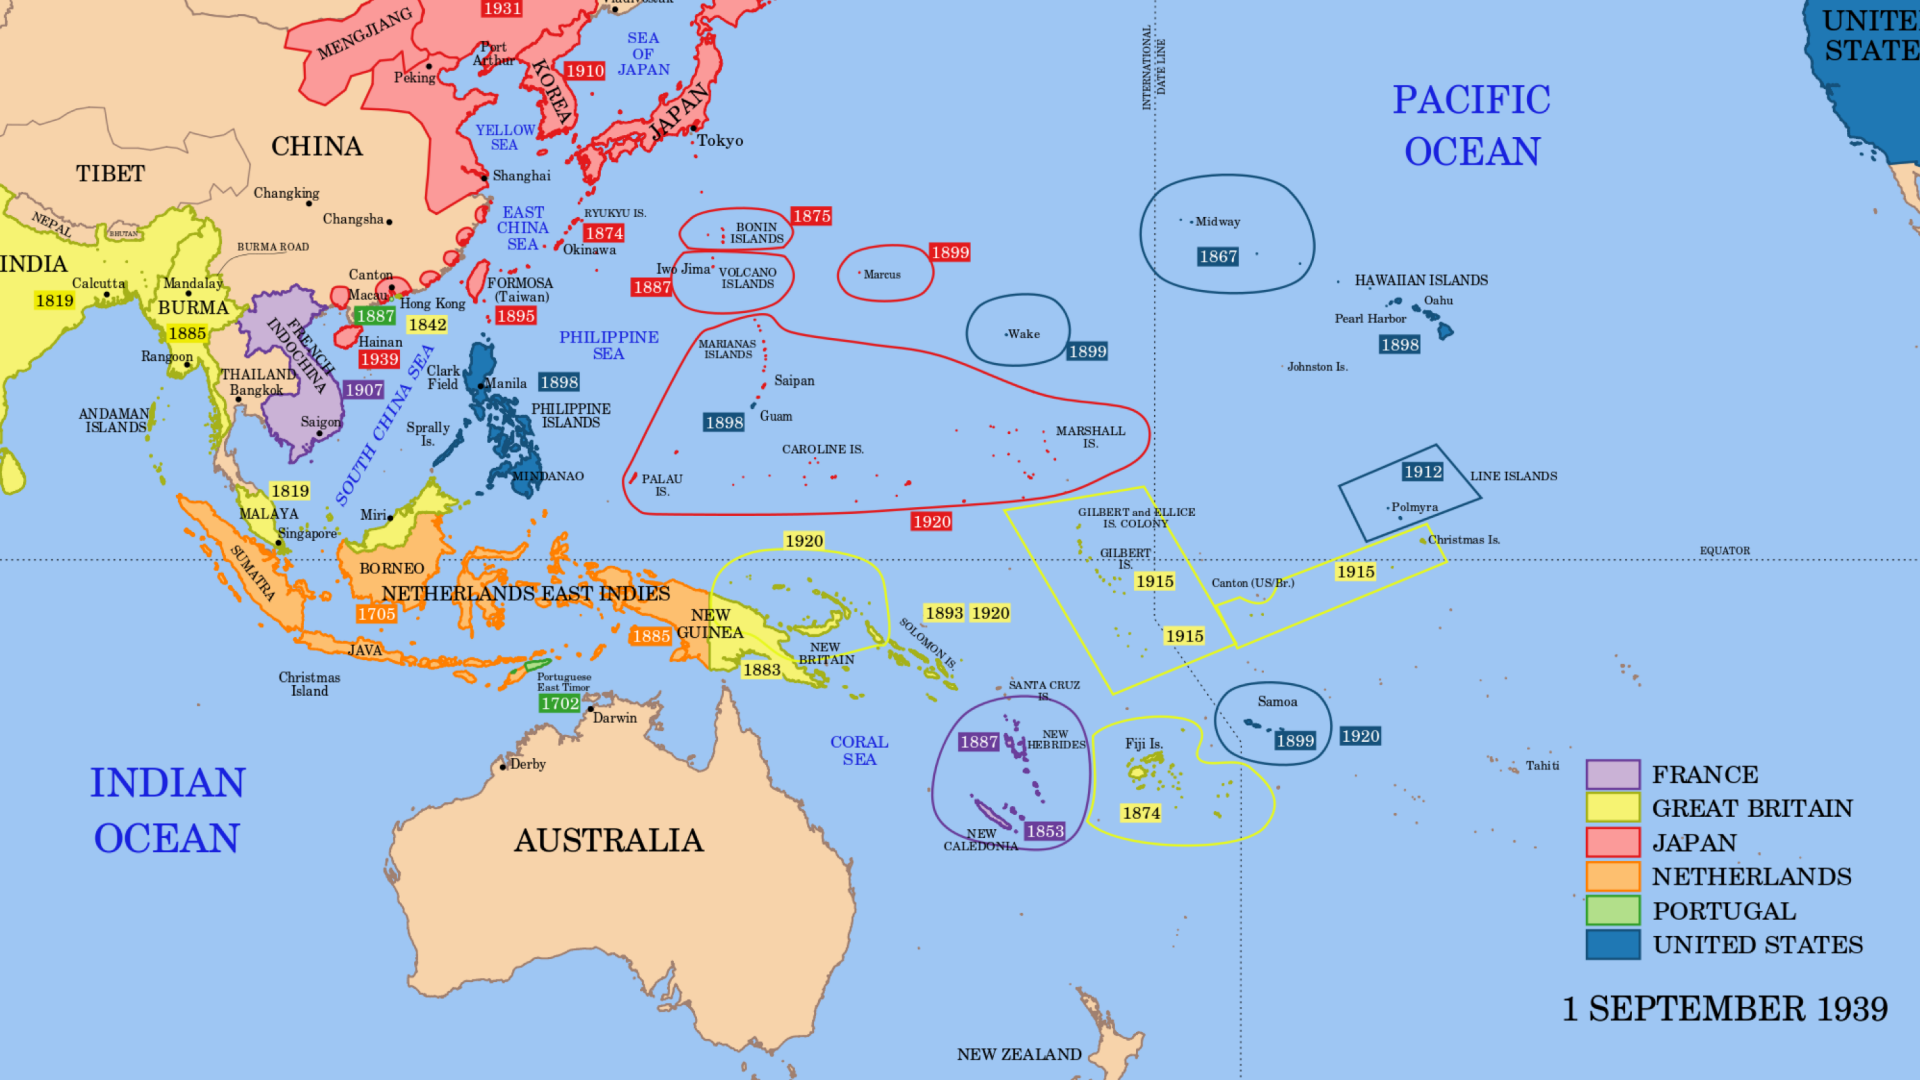 1931
Vladivostok
UNITE
STATE
MENGJIANG
Port
Arthur
Peking
KOREA
1910
SEA
OF
JAPAN
JAPAN
Tokyo
INTERNATIONAL
DATE LINE
PACIFIC
OCEAN
YELLOW
SEA
CHINA
TIBET
Shanghai
Changking
Changsha
NEPAL
BHUTAN
BURMA ROAD
EAST
CHINA
SEA
RYUKYU IS.
1874
Okinawa
BONIN
ISLANDS
1875
Iwo Jima
VOLCANO
ISLANDS
1887
Marcus
1899
Midway
1867
HAWAIIAN ISLANDS
Oahu
Pearl Harbor
1898
Johnston Is.
INDIA
1819
Calcutta
Mandalay
BURMA
1885
Rangoon
Canton
Macau
1887
Hong Kong
1842
FORMOSA
(Taiwan)
1895
Hainan
1939
FRENCH
INDOCHINA
1907
THAILAND
Bangkok
Saigon
ANDAMAN
ISLANDS
SOUTH CHINA SEA
PHILIPPINE
SEA
Clark
Field
Manila
1898
PHILIPPINE
ISLANDS
Sprally
Is.
MINDANAO
MARIANAS
ISLANDS
Saipan
1898
Guam
Wake
1899
CAROLINE IS.
MARSHALL
IS.
PALAU
IS.
1920
1912
LINE ISLANDS
Polmyra
Christmas Is.
1819
MALAYA
Singapore
Miri
GILBERT and ELLICE
IS. COLONY
GILBERT
IS.
1915
Canton (US/Br.)
1915
EQUATOR
1920
SUMATRA
BORNEO
NETHERLANDS EAST INDIES
1705
JAVA
1885
NEW
GUINEA
1883
NEW
BRITAIN
1893
1920
SOLOMON IS.
1915
Christmas
Island
Portuguese
East Timor
1702
Darwin
Derby
SANTA CRUZ
IS.
Samoa
1899
1920
CORAL
SEA
1887
NEW
HEBRIDES
Fiji Is.
1874
1853
NEW
CALEDONIA
Tahiti
INDIAN
OCEAN
AUSTRALIA
NEW ZEALAND
FRANCE
GREAT BRITAIN
JAPAN
NETHERLANDS
PORTUGAL
UNITED STATES
1 SEPTEMBER 1939